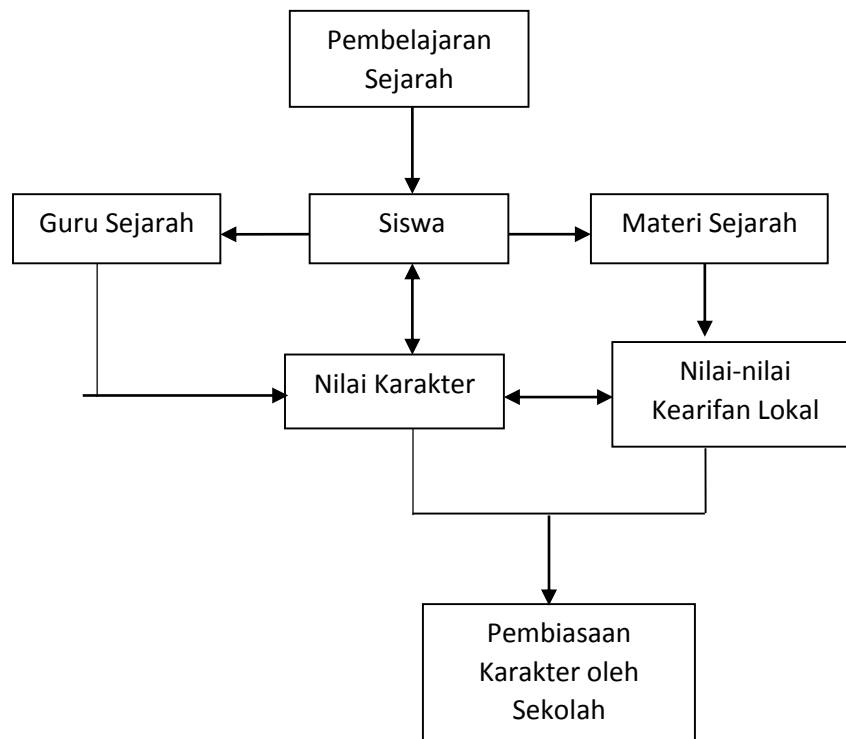 Pembelajaran
Sejarah
Guru Sejarah
Siswa
Materi Sejarah
Nilai Karakter
Nilai-nilai
Kearifan Lokal
Pembiasaan
Karakter oleh
Sekolah